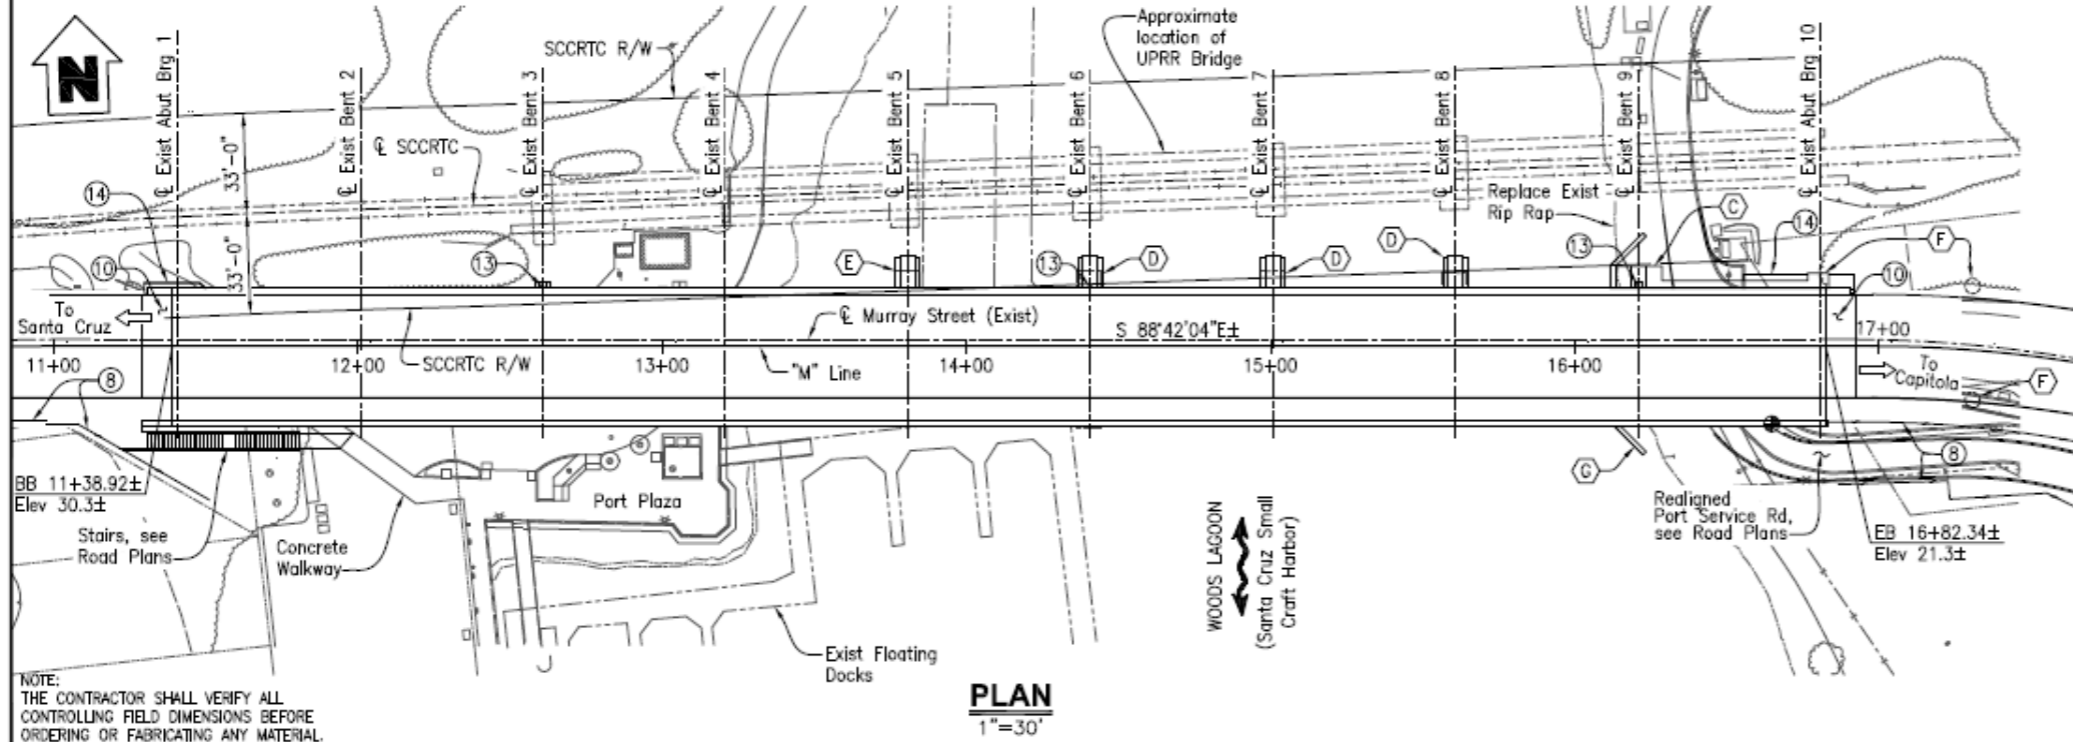 N
℄ Exist Abut Brg 1
℄ Exist Bent 2
℄ Exist Bent 3
℄ Exist Bent 4
℄ Exist Bent 5
℄ Exist Bent 6
℄ Exist Bent 7
℄ Exist Bent 8
℄ Exist Bent 9
℄ Exist Abut Brg 10
SCCRTC R/W
Approximate
location of
UPRR Bridge
℄ SCCRTC
33'-0"
33'-0"
14
10
13
E
13
D
D
D
Replace Exist
Rip Rap
13
C
14
F
10
To
Santa Cruz
℄ Murray Street (Exist)
S 88°42'04"E±
17+00
11+00
12+00
SCCRTC R/W
13+00
"M" Line
14+00
15+00
16+00
To
Capitola
F
8
8
G
BB 11+38.92±
Elev 30.3±
Stairs, see
Road Plans
Concrete
Walkway
Port Plaza
WOODS LAGOON
(Santa Cruz Small
Craft Harbor)
Realigned
Port Service Rd,
see Road Plans
EB 16+82.34±
Elev 21.3±
Exist Floating
Docks
NOTE:
THE CONTRACTOR SHALL VERIFY ALL
CONTROLLING FIELD DIMENSIONS BEFORE
ORDERING OR FABRICATING ANY MATERIAL.
PLAN
1"=30'